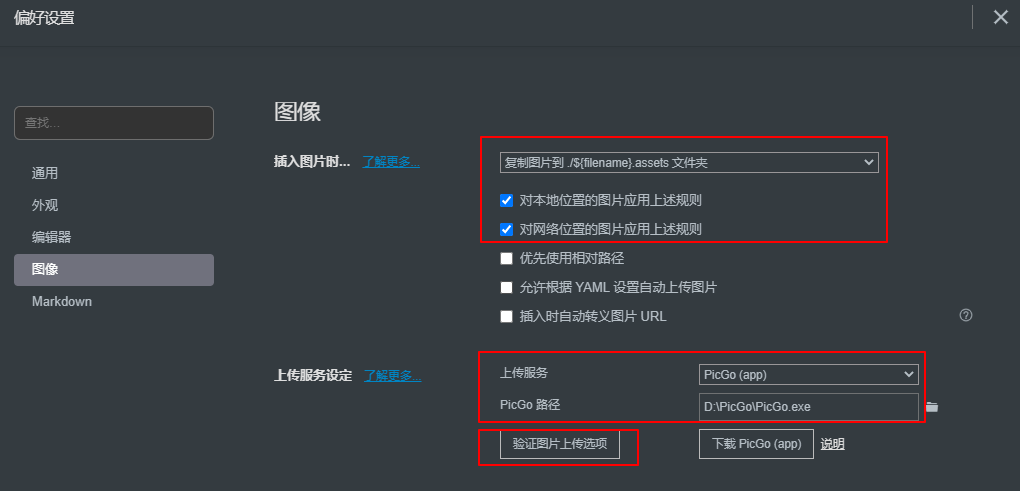 偏好设置
查找...
通用
外观
编辑器
图像
Markdown
图像
插入图片时... 了解更多...
复制图片到 ./${filename}.assets 文件夹
对本地位置的图片应用上述规则
对网络位置的图片应用上述规则
优先使用相对路径
允许根据 YAML 设置自动上传图片
插入时自动转义图片 URL
上传服务设定 了解更多...
上传服务 PicGo (app)
PicGo 路径 D:\PicGo\PicGo.exe
验证图片上传选项 下载 PicGo (app) 说明